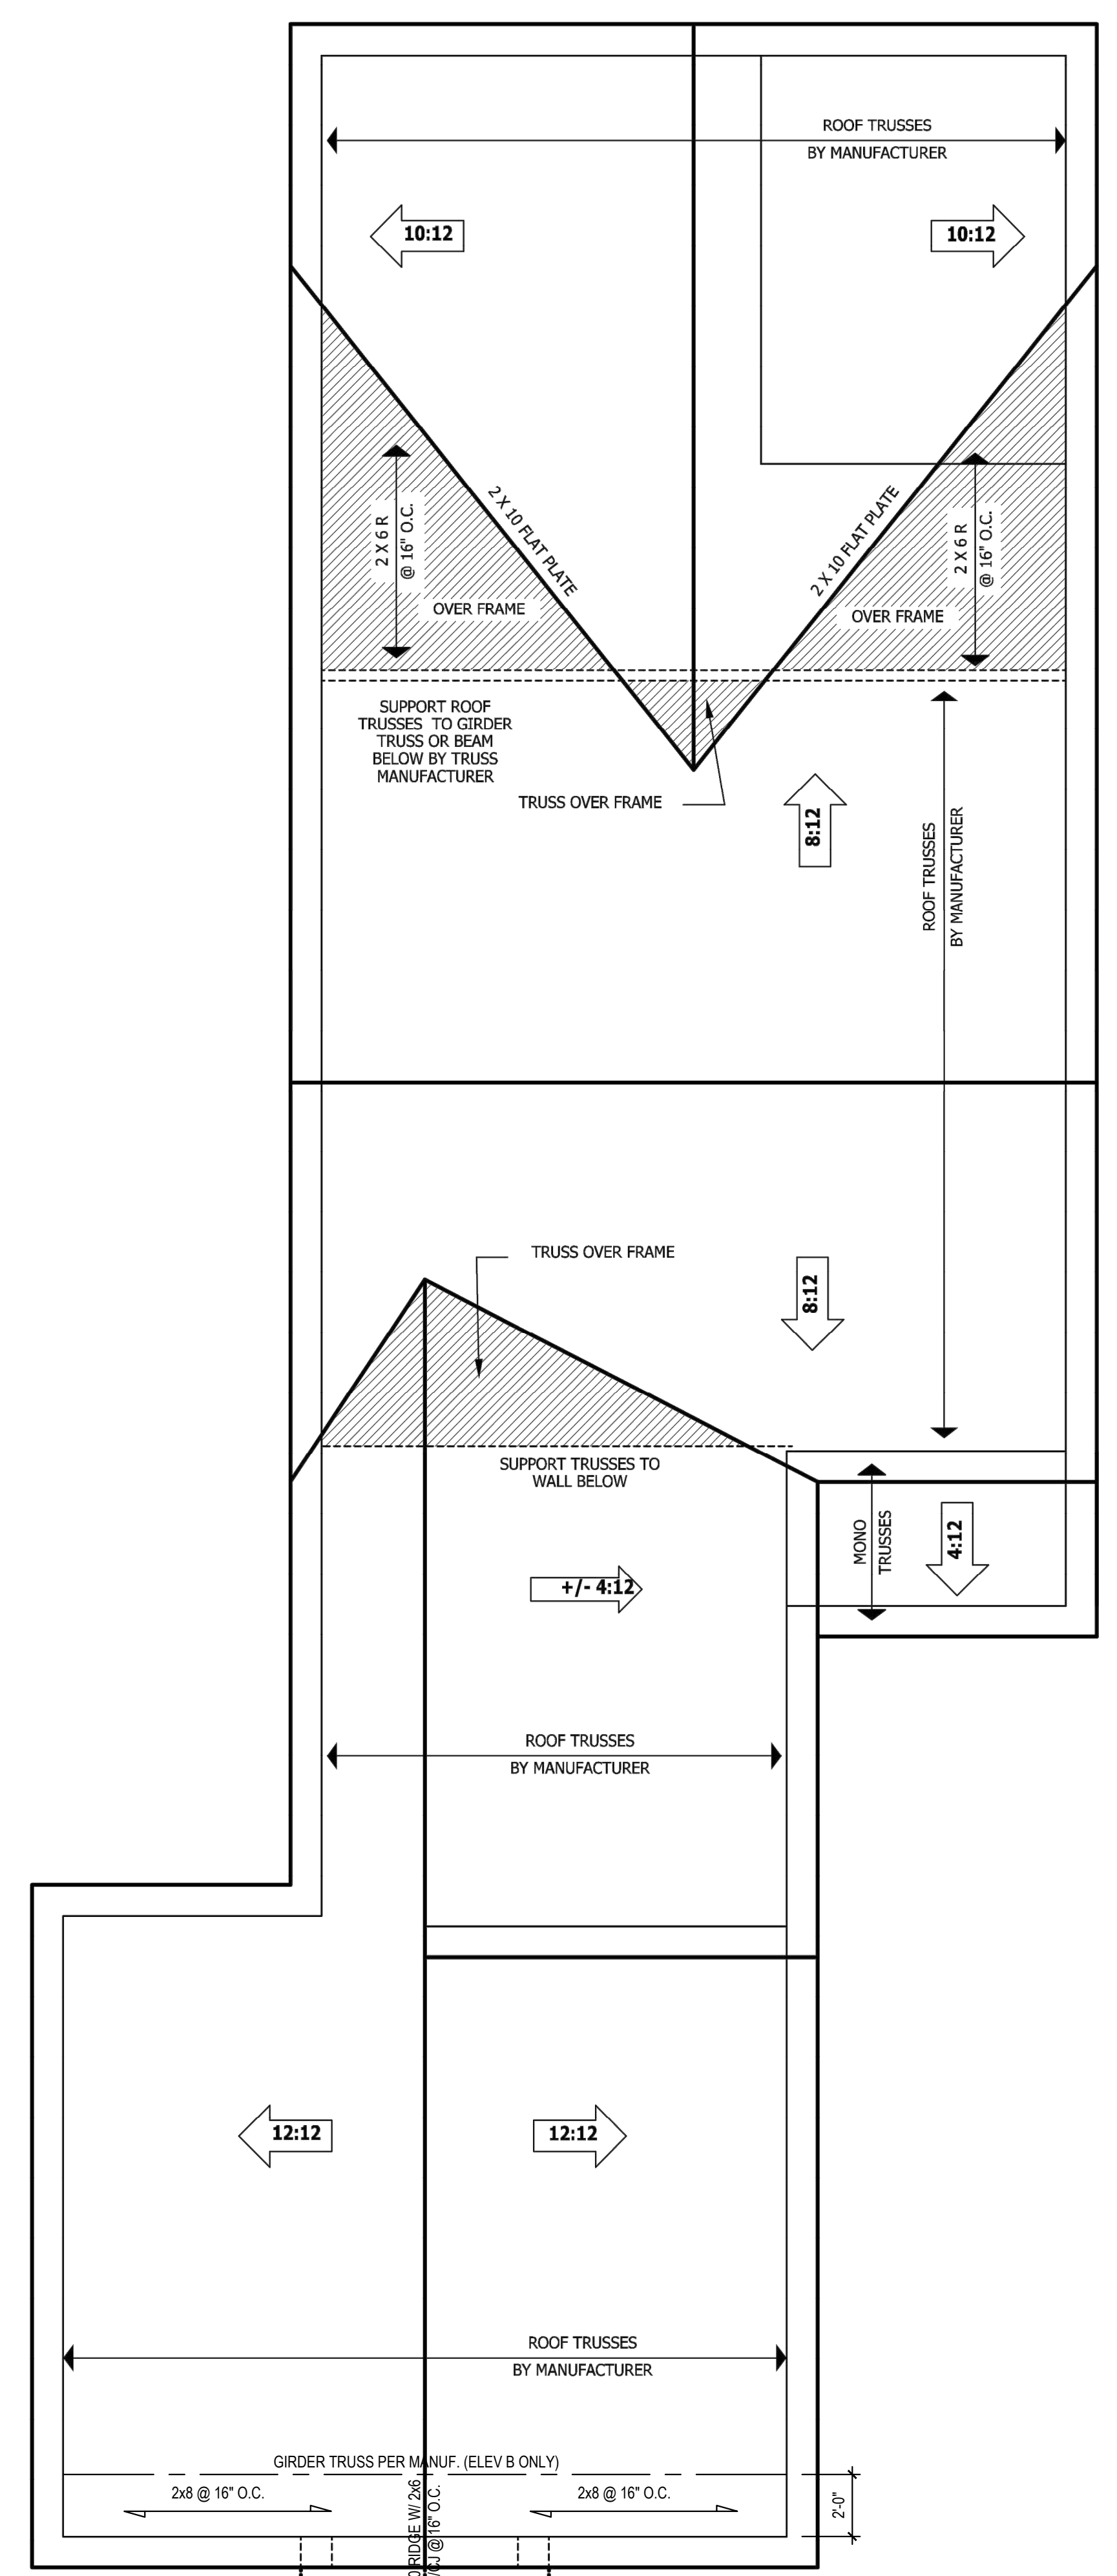 ROOF TRUSSES
BY MANUFACTURER
10:12
10:12
2 X 6 R
@ 16" O.C.
2 X 10 FLAT PLATE
2 X 10 FLAT PLATE
2 X 6 R
@ 16" O.C.
OVER FRAME
OVER FRAME
SUPPORT ROOF
TRUSSES TO GIRDER
TRUSS OR BEAM
BELOW BY TRUSS
MANUFACTURER
TRUSS OVER FRAME
8:12
ROOF TRUSSES
BY MANUFACTURER
TRUSS OVER FRAME
8:12
SUPPORT TRUSSES TO
WALL BELOW
MONO
TRUSSES
4:12
+/- 4:12
ROOF TRUSSES
BY MANUFACTURER
12:12
12:12
ROOF TRUSSES
BY MANUFACTURER
GIRDER TRUSS PER MANUF. (ELEV B ONLY)
2x8 @ 16" O.C.
2x8 @ 16" O.C.
RIDGE W/ 2x6
@ 16" O.C.
2'-0"